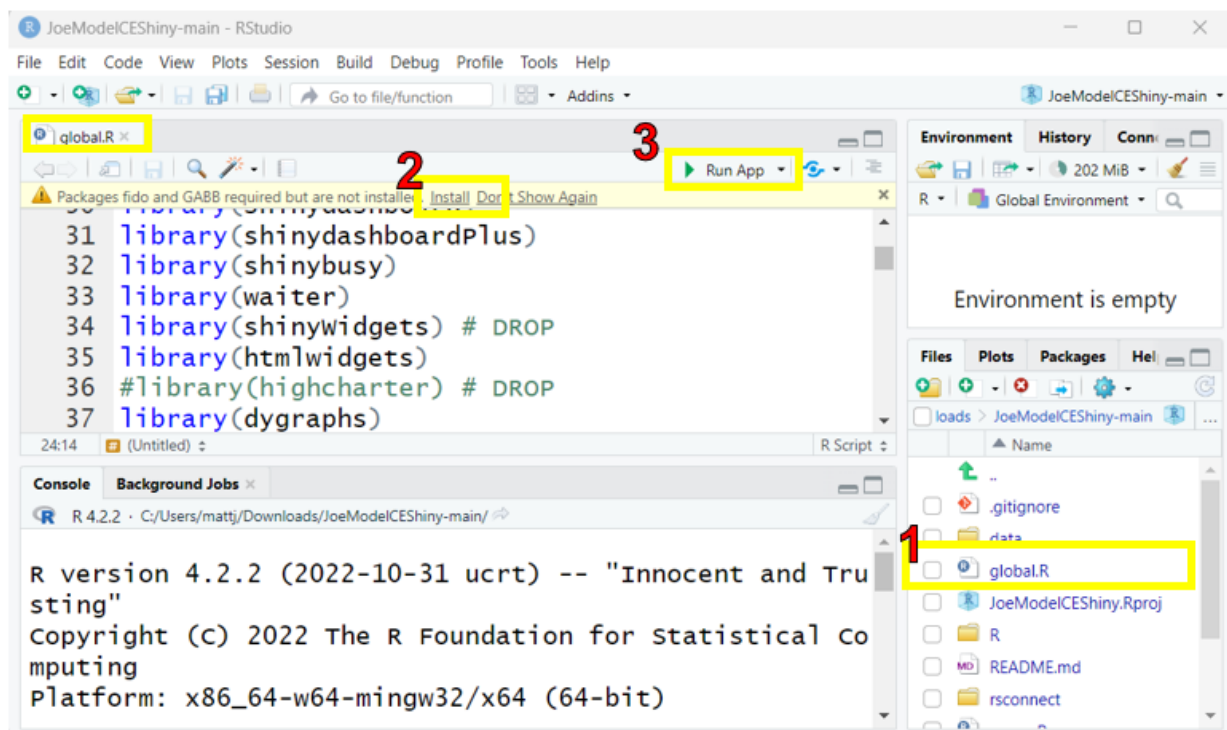 JoeModelCEShiny-main - RStudio
File Edit Code View Plots Session Build Debug Profile Tools Help
Go to file/function Addins JoeModelCEShiny-main
global.R
2
3
Run App
Packages fido and GABB required but are not installed. Install Don't Show Again
31 library(shinydashboardPlus)
32 library(shinybusy)
33 library(waiter)
34 library(shinyWidgets) # DROP
35 library(htmlwidgets)
36 #library(highcharter) # DROP
37 library(dygraphs)
24:14 (Untitled) R Script
Console Background Jobs
R 4.2.2 · C:/Users/mattj/Downloads/JoeModelCEShiny-main/
R version 4.2.2 (2022-10-31 ucrt) -- "Innocent and Tru
sting"
Copyright (C) 2022 The R Foundation for Statistical Co
mputing
Platform: x86_64-w64-mingw32/x64 (64-bit)
Environment History Conn
202 MiB
R Global Environment
Environment is empty
Files Plots Packages Hel
loads > JoeModelCEShiny-main ...
Name
..
.gitignore
data
1
global.R
JoeModelCEShiny.Rproj
R
MD README.md
rsconnect